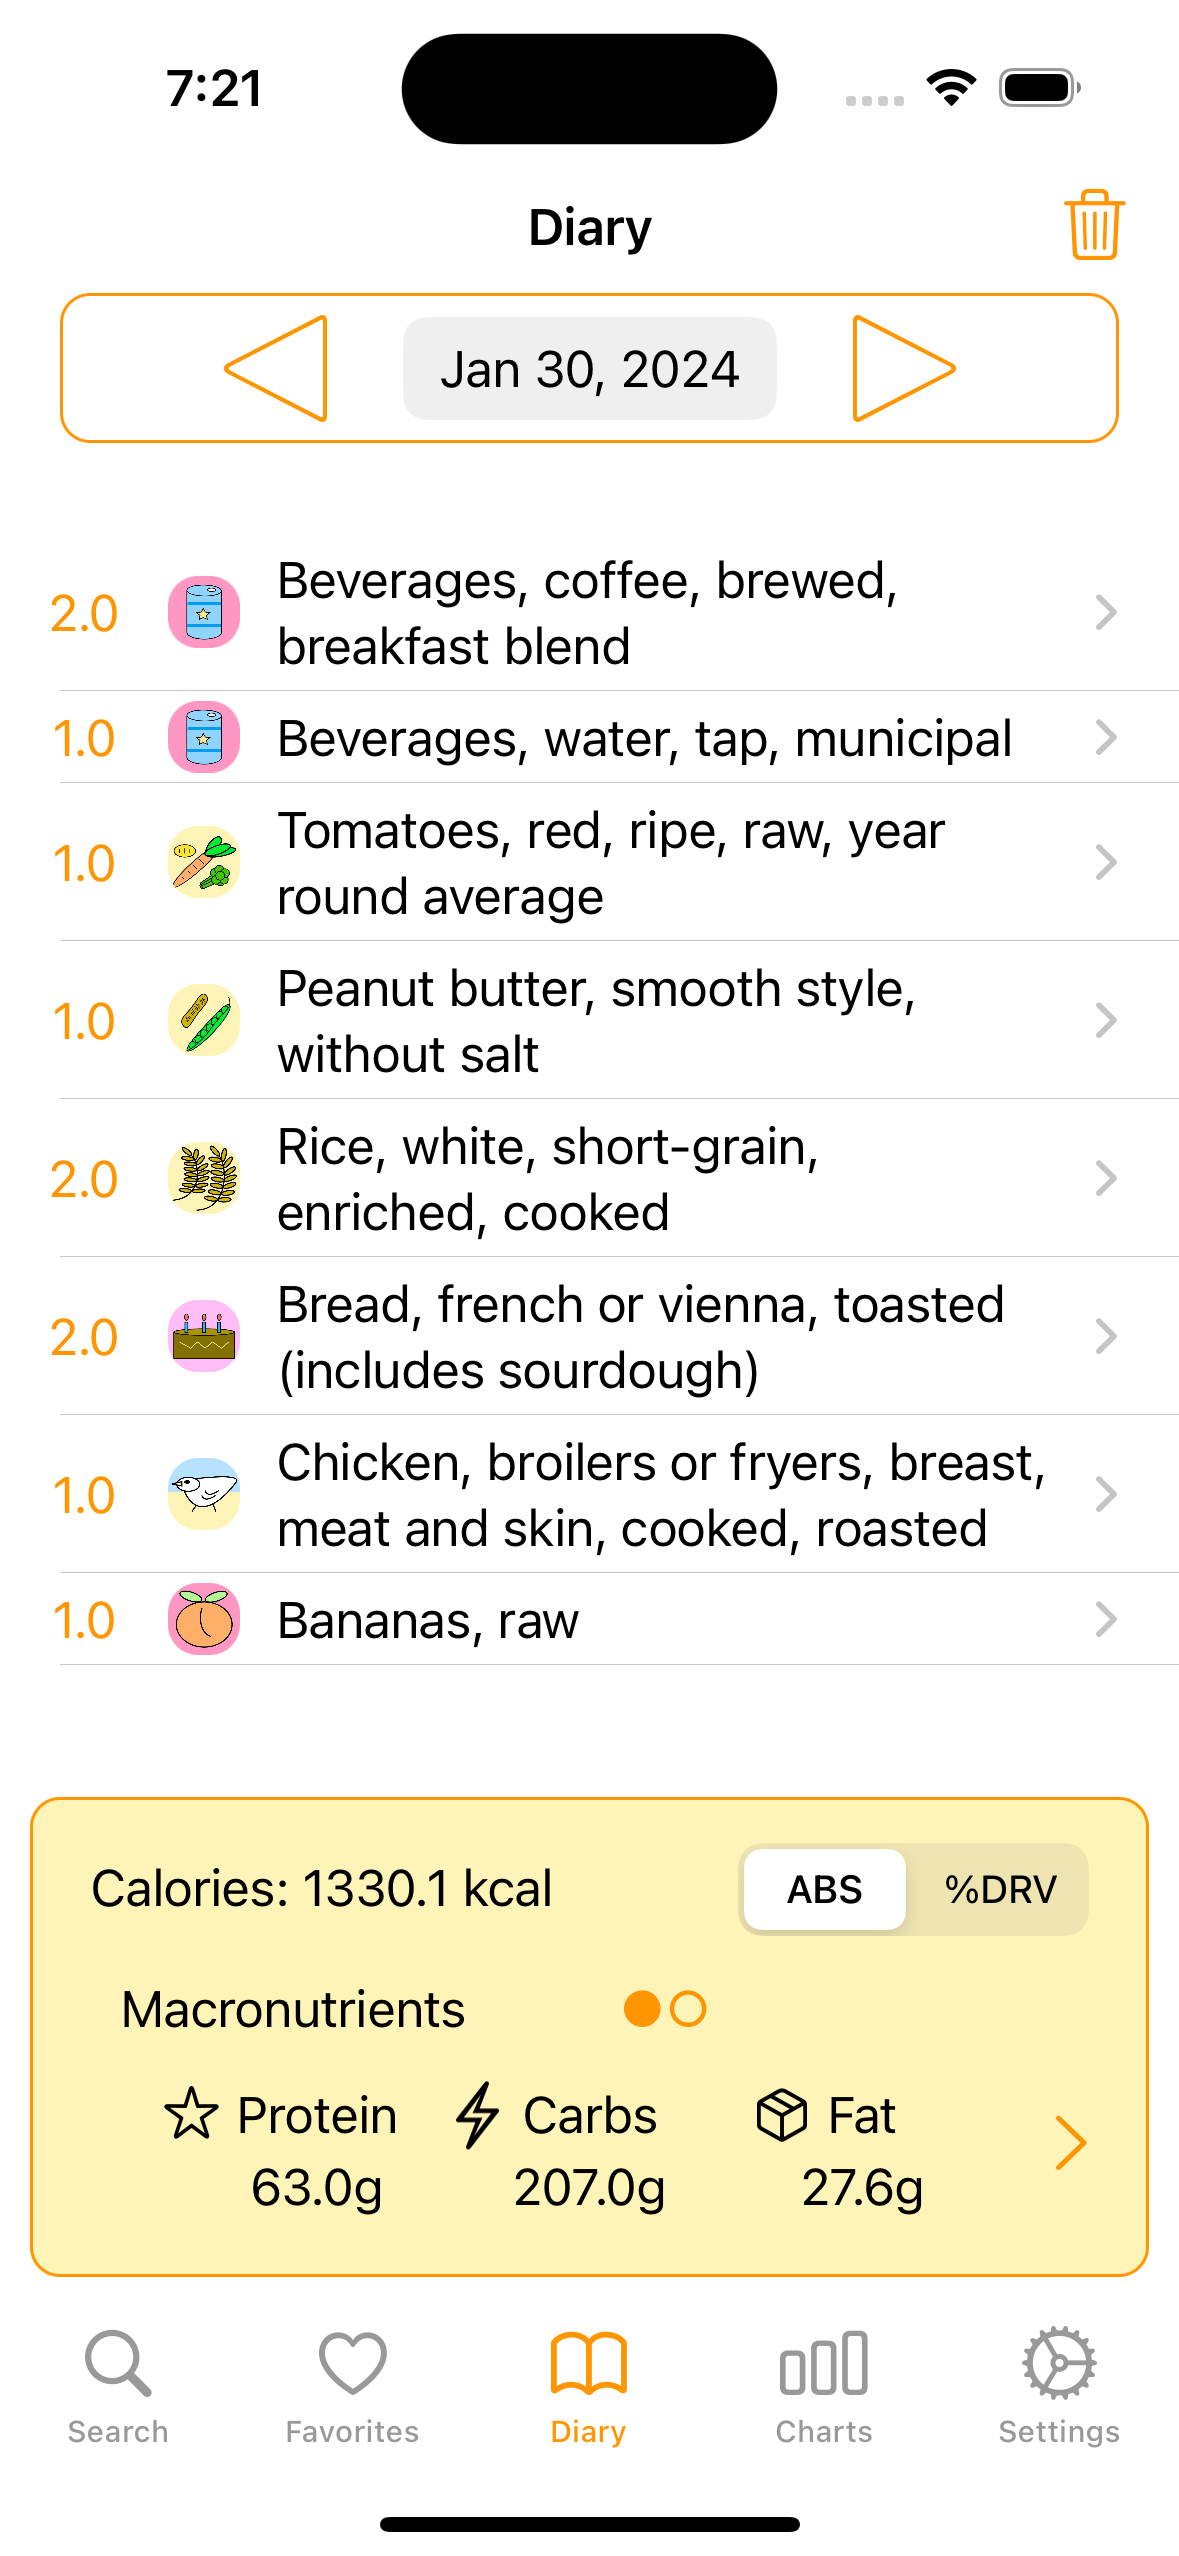 7:21
Diary
Jan 30, 2024
2.0 Beverages, coffee, brewed,
breakfast blend
1.0 Beverages, water, tap, municipal
1.0 Tomatoes, red, ripe, raw, year
round average
1.0 Peanut butter, smooth style,
without salt
2.0 Rice, white, short-grain,
enriched, cooked
2.0 Bread, french or vienna, toasted
(includes sourdough)
1.0 Chicken, broilers or fryers, breast,
meat and skin, cooked, roasted
1.0 Bananas, raw
Calories: 1330.1 kcal ABS %DRV
Macronutrients
Protein Carbs Fat
63.0g 207.0g 27.6g
Search Favorites Diary Charts Settings